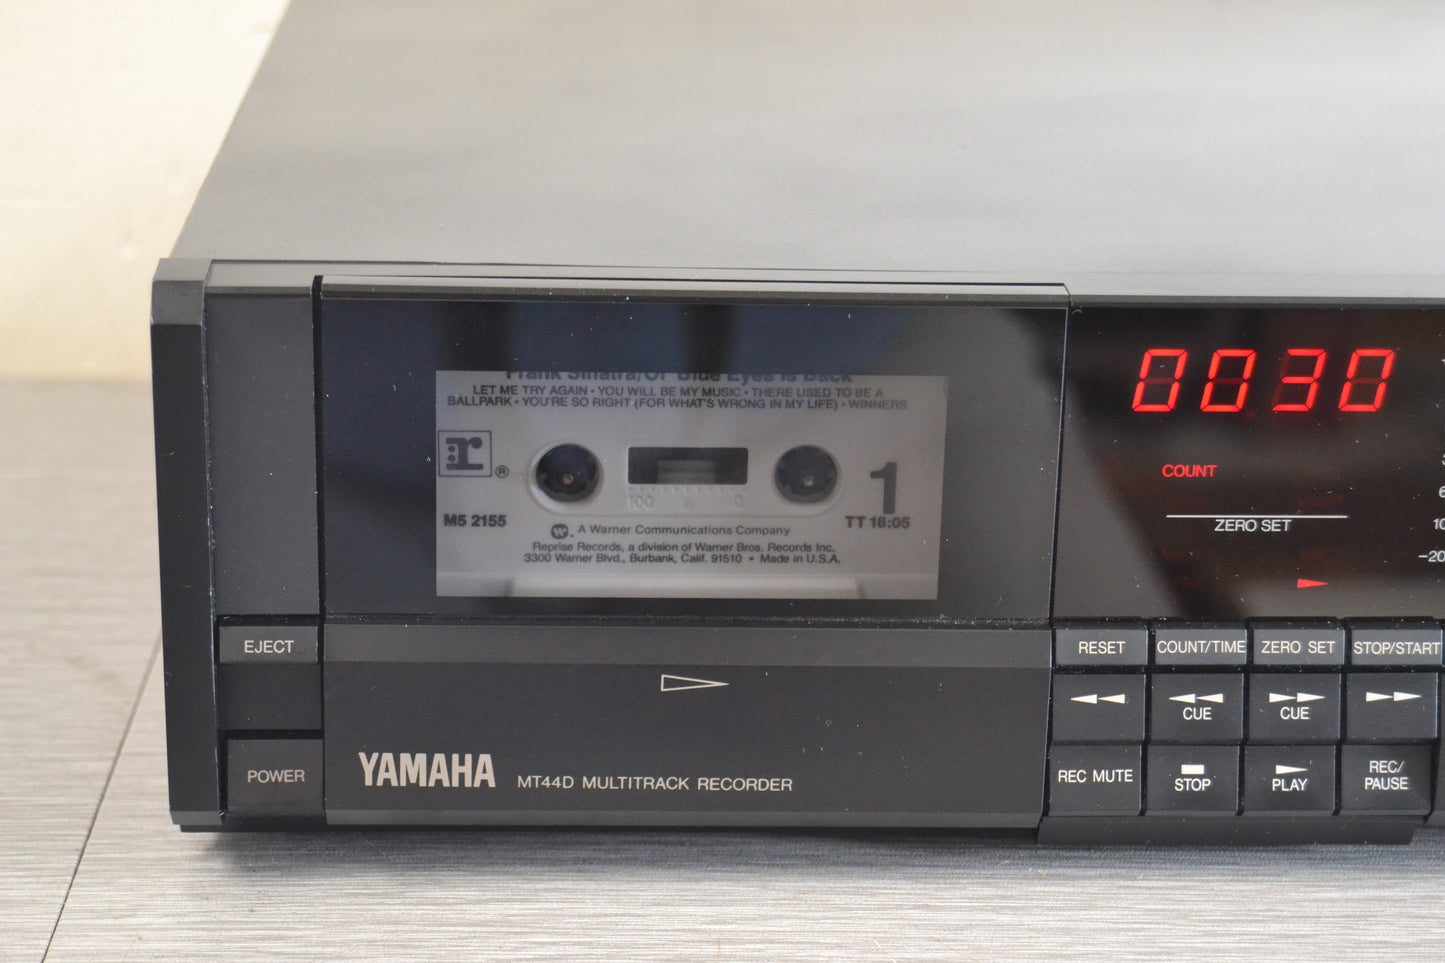 Frank Sinatra/Ol' Blue Eyes Is Back
LET ME TRY AGAIN • YOU WILL BE MY MUSIC • THERE USED TO BE A
BALLPARK • YOU'RE SO RIGHT (FOR WHAT'S WRONG IN MY LIFE) • WINNERS
r
®
100
0
1
M5 2155
TT 18:05
W. A Warner Communications Company
Reprise Records, a division of Warner Bros. Records Inc.
3300 Warner Blvd., Burbank, Calif. 91510 • Made in U.S.A.
0030
COUNT
ZERO SET
10
-20
EJECT
POWER
YAMAHA MT44D MULTITRACK RECORDER
RESET COUNT/TIME ZERO SET STOP/START
CUE CUE
REC MUTE STOP PLAY REC/
PAUSE